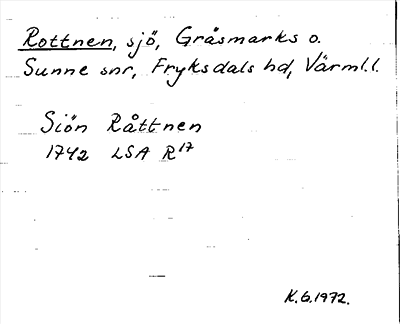 Rottnen, sjö, Gräsmarks o.
Sunne snr, Fryksdals hd, Värml.l.
Siön Råttnen
1742 LSA R17
K.G.1972.